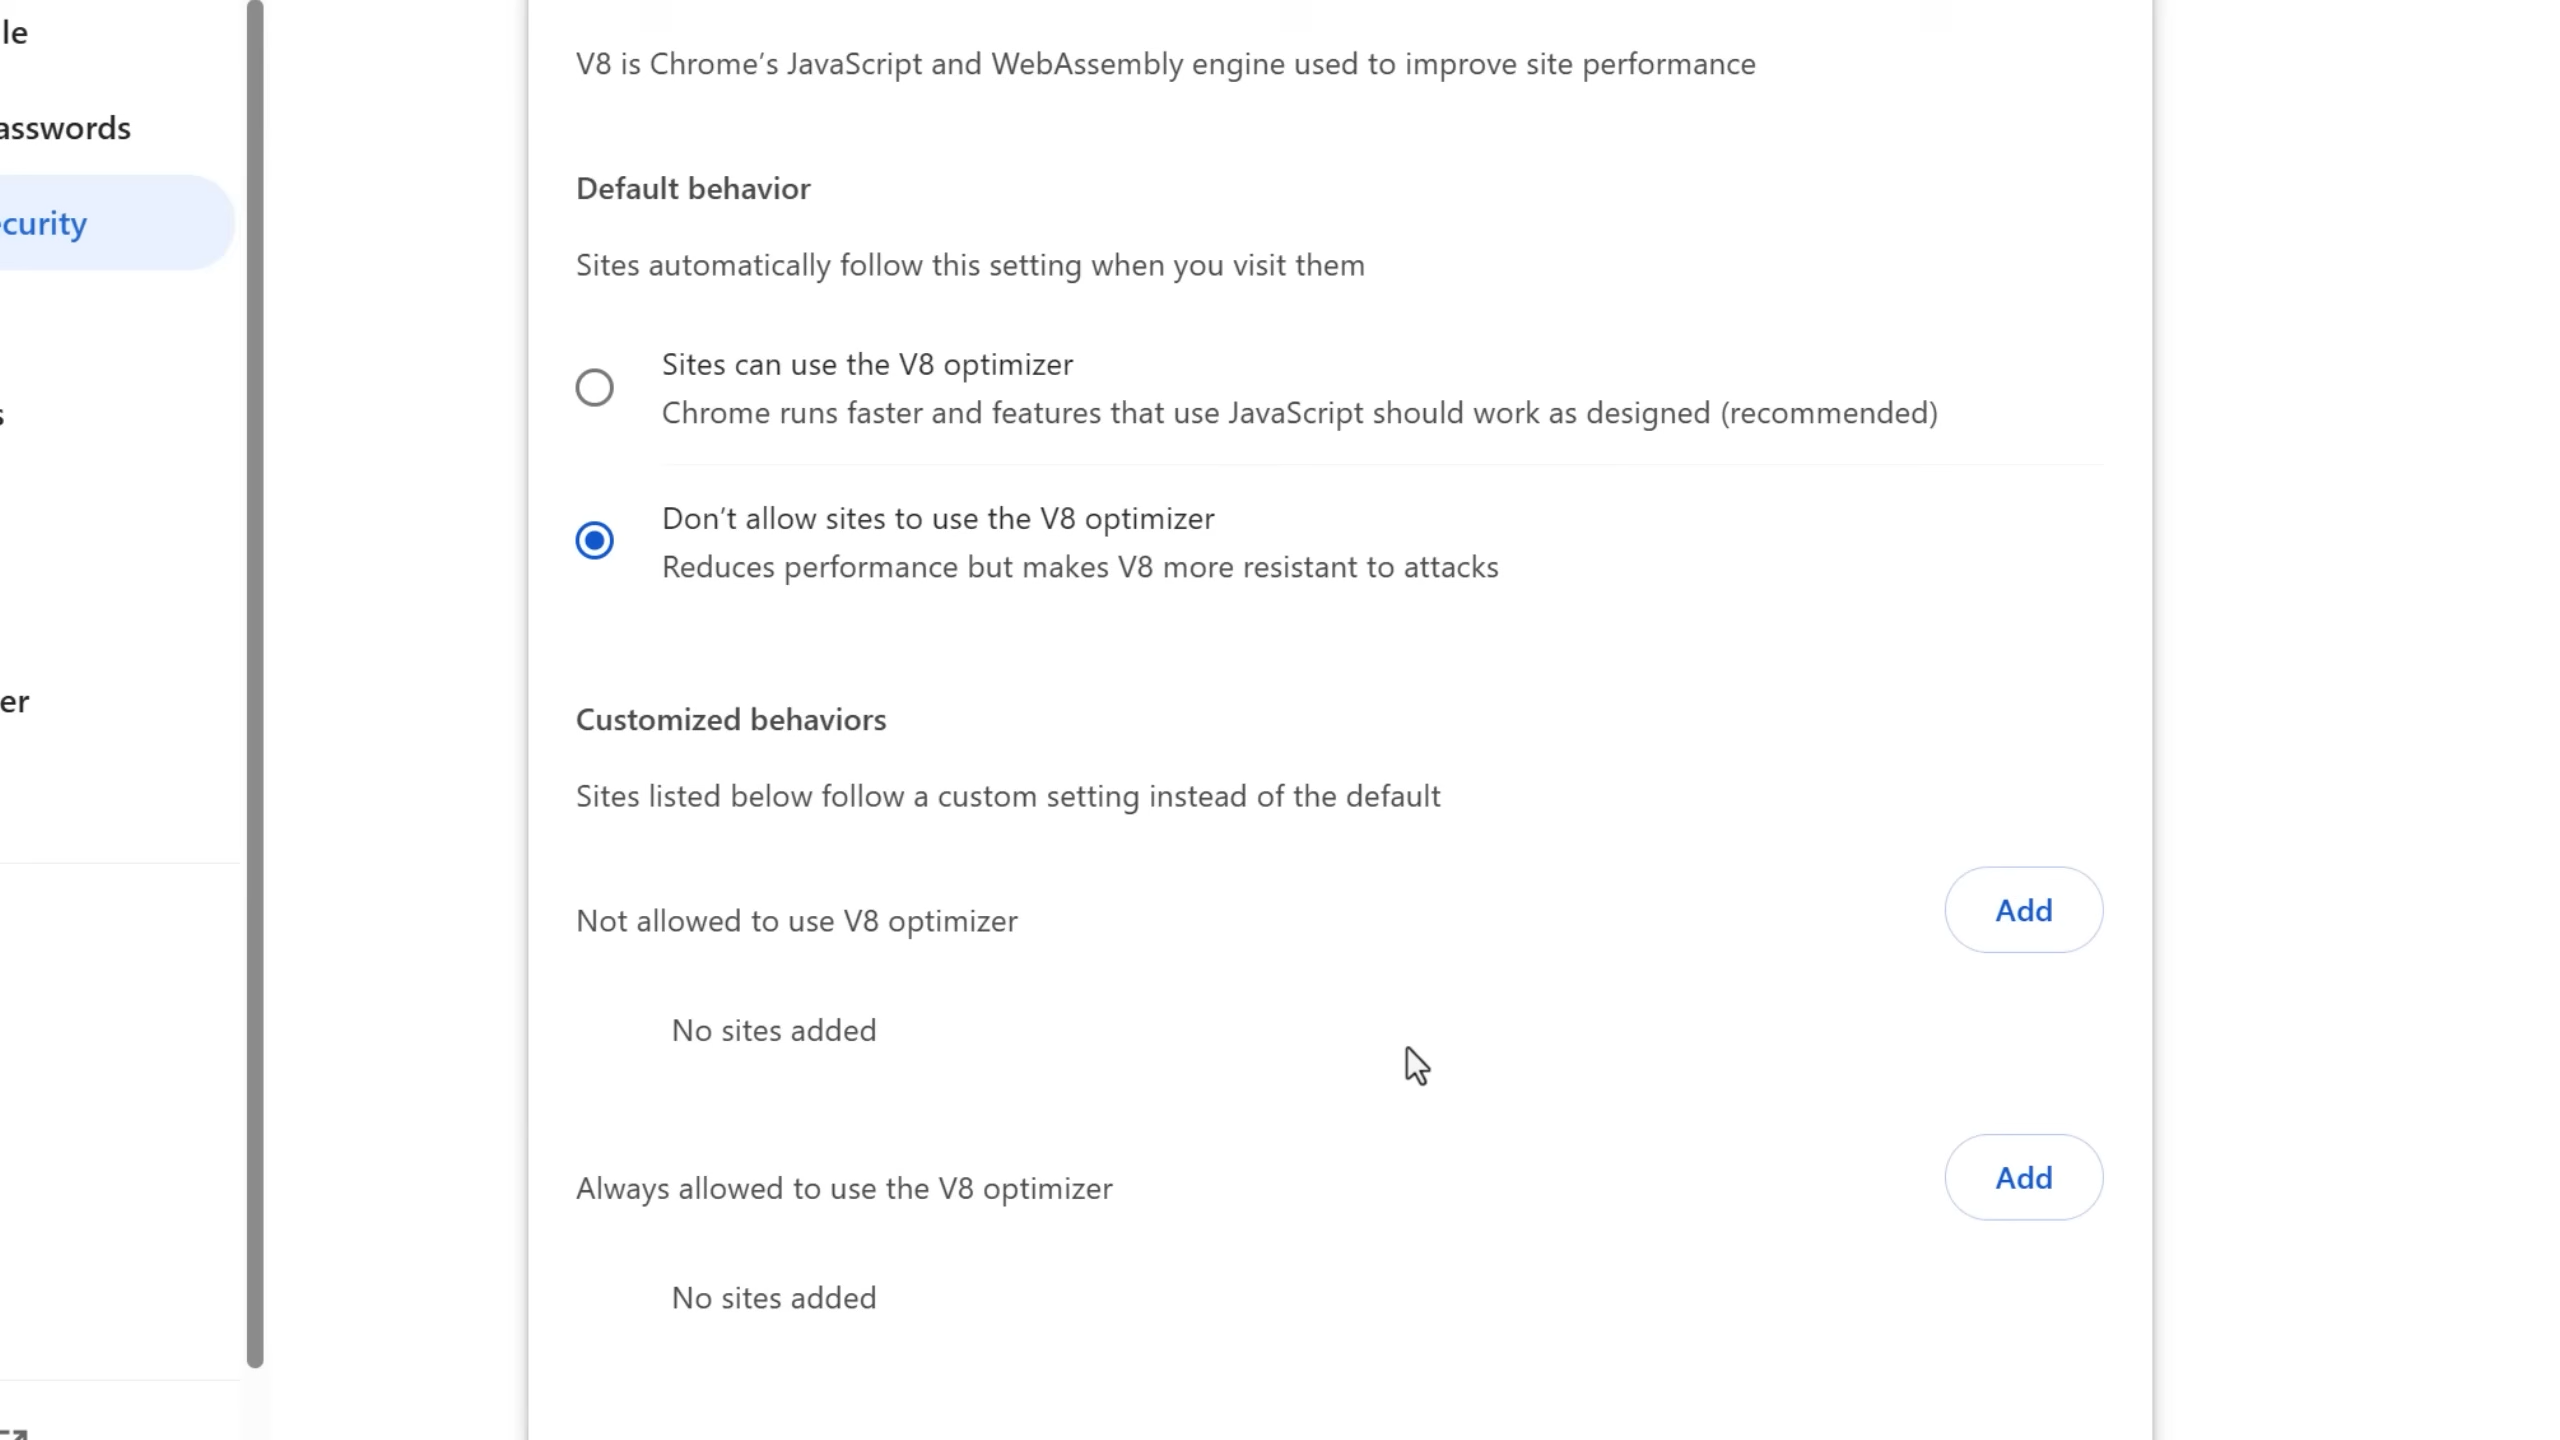 le
asswords
curity
s
er
V8 is Chrome’s JavaScript and WebAssembly engine used to improve site performance
Default behavior
Sites automatically follow this setting when you visit them
Sites can use the V8 optimizer
Chrome runs faster and features that use JavaScript should work as designed (recommended)
Don’t allow sites to use the V8 optimizer
Reduces performance but makes V8 more resistant to attacks
Customized behaviors
Sites listed below follow a custom setting instead of the default
Not allowed to use V8 optimizer
Add
No sites added
Always allowed to use the V8 optimizer
Add
No sites added